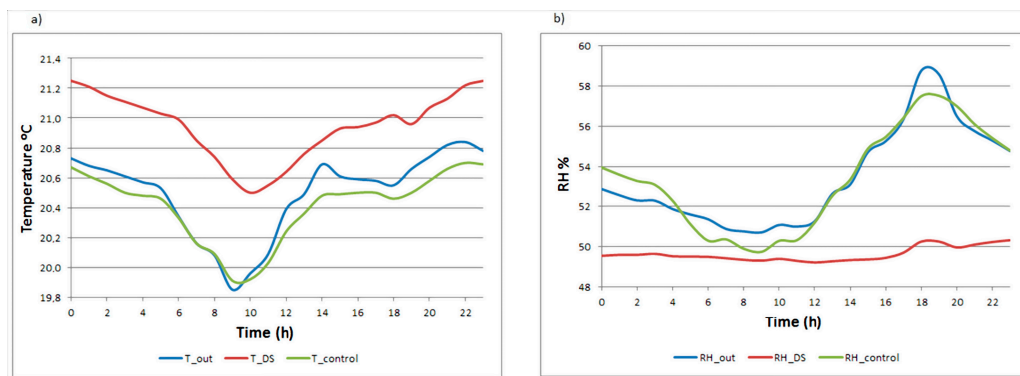 a)
b)
21,4
21,2
21,0
20,8
20,6
20,4
20,2
20,0
19,8
Temperature ºC
0 2 4 6 8 10 12 14 16 18 20 22
Time (h)
T_out T_DS T_control
60
58
56
54
52
50
48
RH %
0 2 4 6 8 10 12 14 16 18 20 22
Time (h)
RH_out RH_DS RH_control